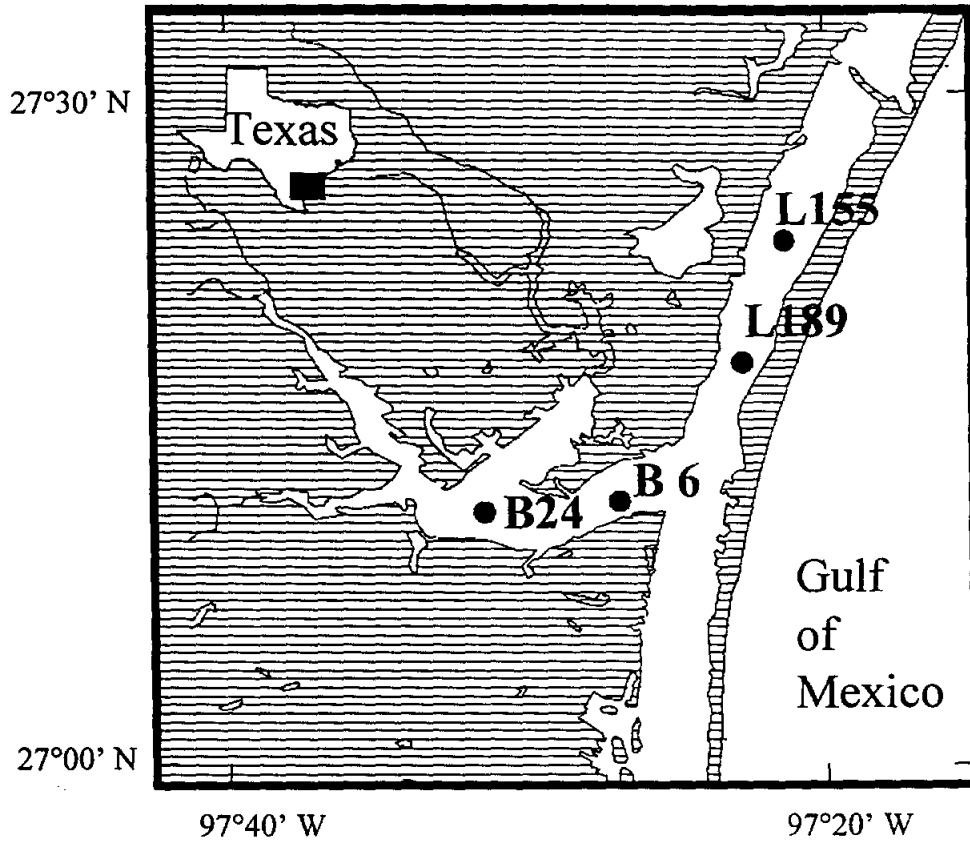 27°30' N
Texas
L155
L189
B 6
B24
Gulf
of
Mexico
27°00' N
97°40' W
97°20' W